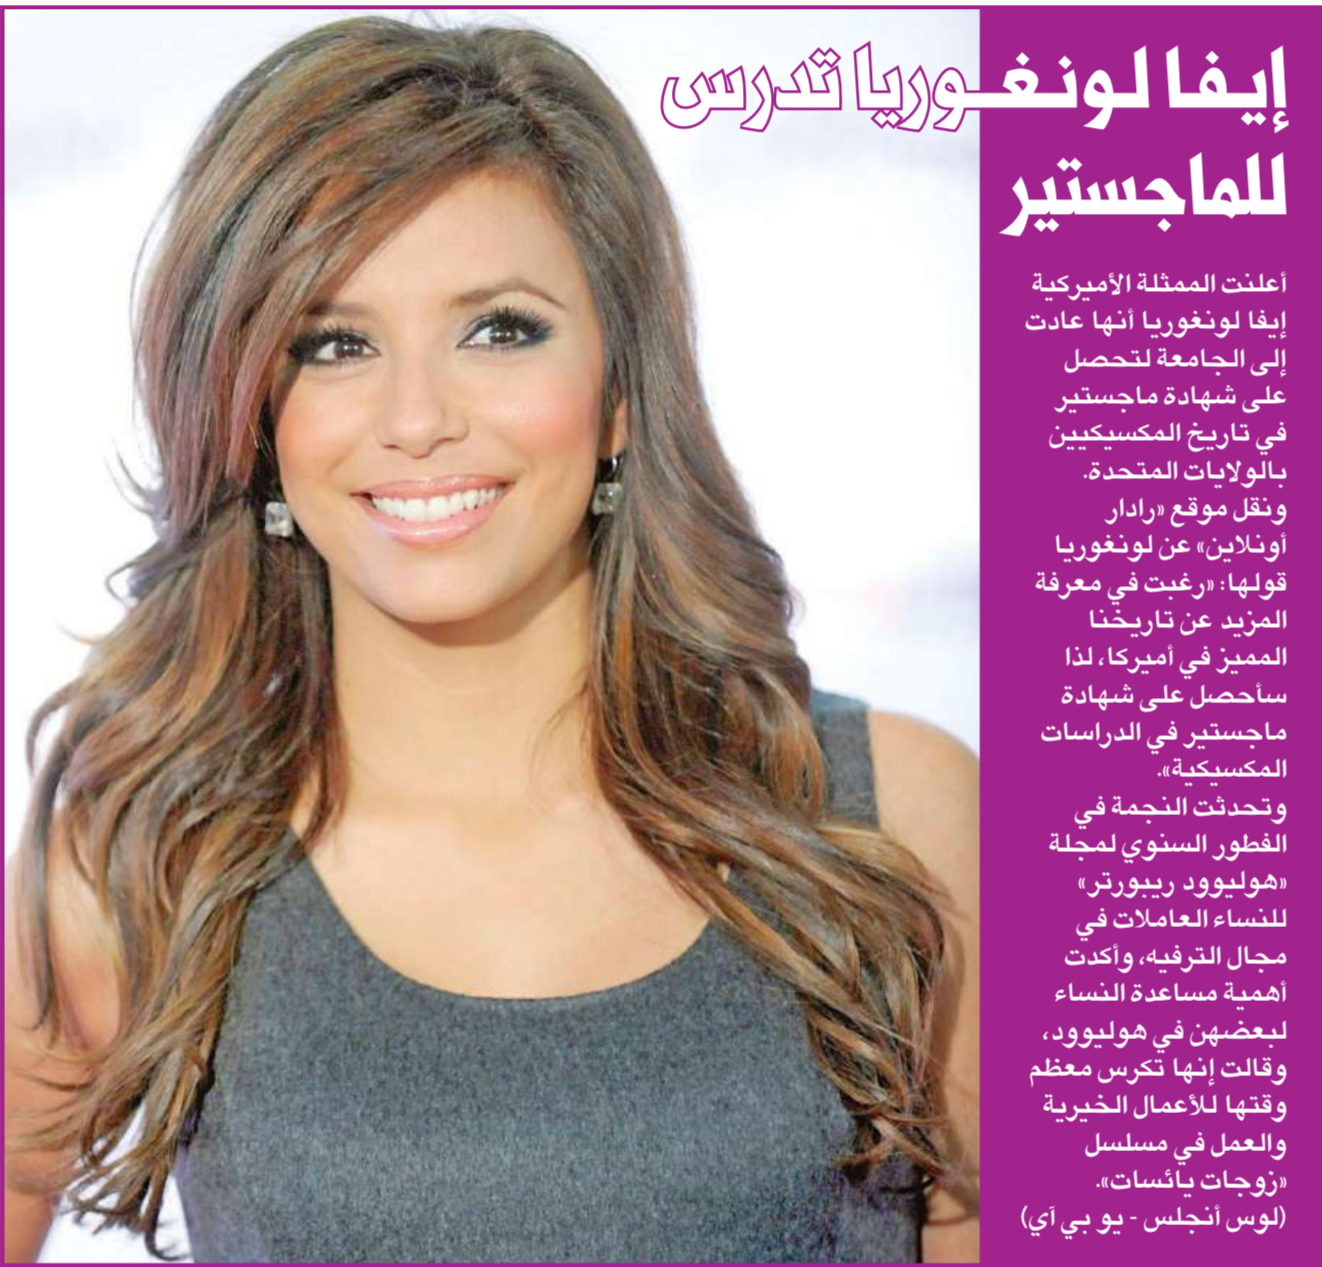 إيفا لونغوريا تدرس
للماجستير
أعلنت الممثلة الأميركية
إيفا لونغوريا أنها عادت
إلى الجامعة لتحصل
على شهادة ماجستير
في تاريخ المكسيكيين
بالولايات المتحدة.
ونقل موقع «رادار
أونلاين» عن لونغوريا
قولها: «رغبت في معرفة
المزيد عن تاريخنا
المميز في أميركا، لذا
سأحصل على شهادة
ماجستير في الدراسات
المكسيكية».
وتحدثت النجمة في
الفطور السنوي لمجلة
«هوليوود ريبورتر»
للنساء العاملات في
مجال الترفيه، وأكدت
أهمية مساعدة النساء
لبعضهن في هوليوود،
وقالت إنها تكرس معظم
وقتها للأعمال الخيرية
والعمل في مسلسل
«زوجات يائسات».
(لوس أنجلس - يو بي آي)